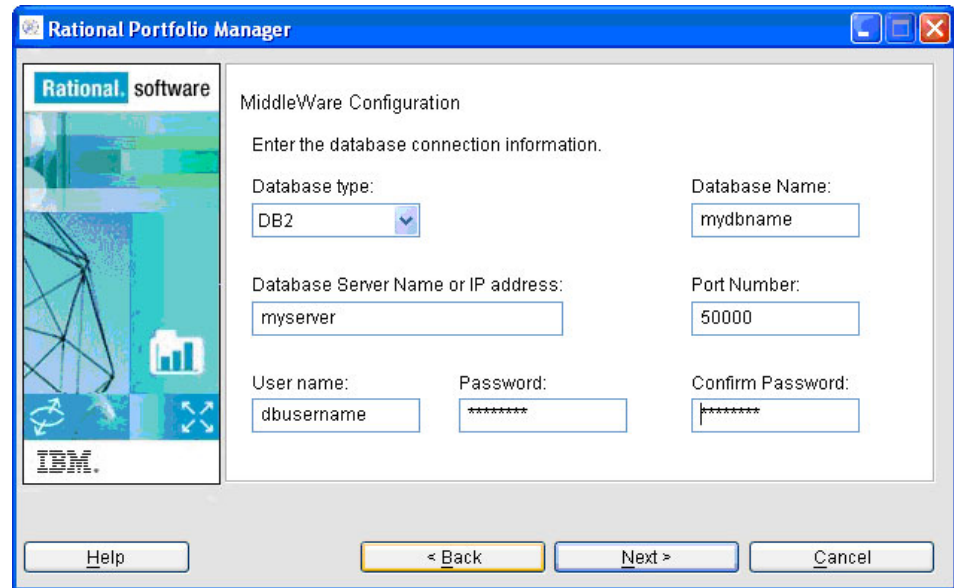 Rational Portfolio Manager
Rational. software
MiddleWare Configuration
Enter the database connection information.
Database type:
Database Name:
DB2
mydbname
Database Server Name or IP address:
Port Number:
myserver
50000
User name:
Password:
Confirm Password:
dbusername
********
********
IBM.
Help
< Back
Next >
Cancel